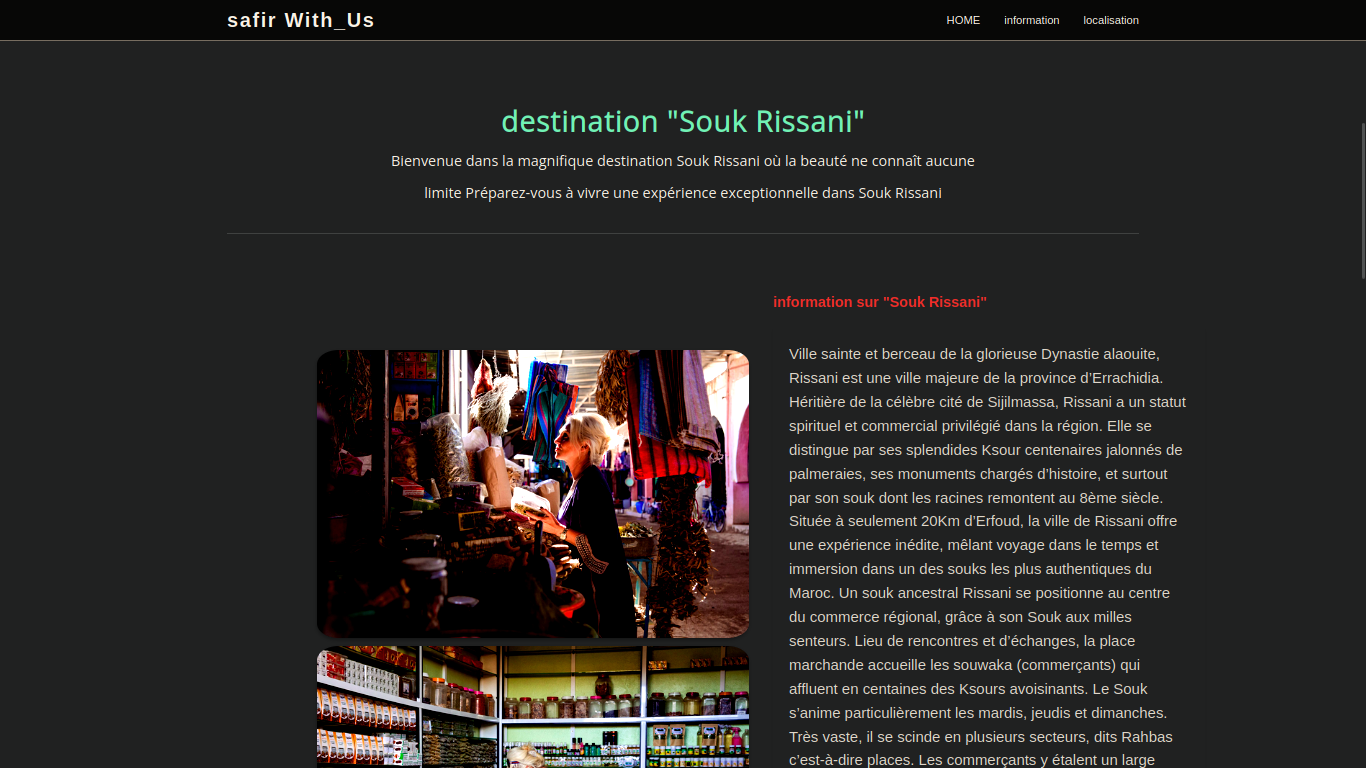 safir With_Us
HOME
information
localisation
destination "Souk Rissani"
Bienvenue dans la magnifique destination Souk Rissani où la beauté ne connaît aucune
limite Préparez-vous à vivre une expérience exceptionnelle dans Souk Rissani
information sur "Souk Rissani"
Ville sainte et berceau de la glorieuse Dynastie alaouite,
Rissani est une ville majeure de la province d’Errachidia.
Héritière de la célèbre cité de Sijilmassa, Rissani a un statut
spirituel et commercial privilégié dans la région. Elle se
distingue par ses splendides Ksour centenaires jalonnés de
palmeraies, ses monuments chargés d’histoire, et surtout
par son souk dont les racines remontent au 8ème siècle.
Située à seulement 20Km d’Erfoud, la ville de Rissani offre
une expérience inédite, mêlant voyage dans le temps et
immersion dans un des souks les plus authentiques du
Maroc. Un souk ancestral Rissani se positionne au centre
du commerce régional, grâce à son Souk aux milles
senteurs. Lieu de rencontres et d’échanges, la place
marchande accueille les souwaka (commerçants) qui
affluent en centaines des Ksours avoisinants. Le Souk
s’anime particulièrement les mardis, jeudis et dimanches.
Très vaste, il se scinde en plusieurs secteurs, dits Rahbas
c’est-à-dire places. Les commerçants y étalent un large